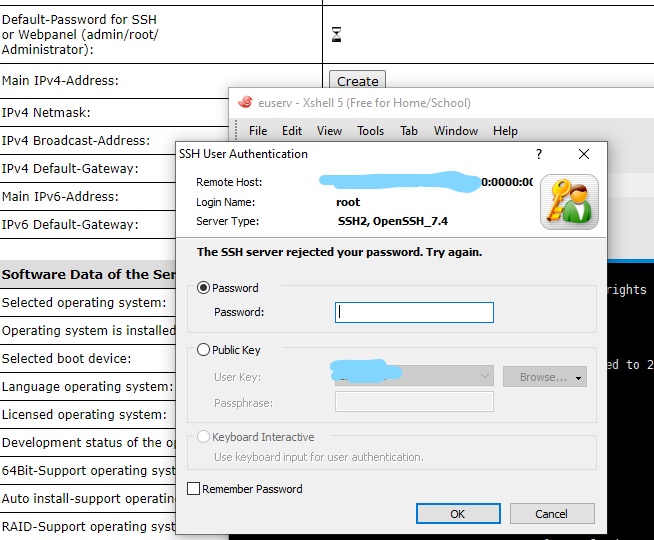 Default-Password for SSH
or Webpanel (admin/root/
Administrator):
Main IPv4-Address:
Create
IPv4 Netmask:
IPv4 Broadcast-Address:
IPv4 Default-Gateway:
Main IPv6-Address:
IPv6 Default-Gateway:
Software Data of the Ser
Selected operating system:
Operating system is installed
Selected boot device:
Language operating system:
Licensed operating system:
Development status of the op
64Bit-Support operating syst
Auto install-support operatin
RAID-Support operating syst
euserv - Xshell 5 (Free for Home/School)
File Edit View Tools Tab Window Help
SSH User Authentication ?
Remote Host: 0:0000:00
Login Name: root
Server Type: SSH2, OpenSSH_7.4
The SSH server rejected your password. Try again.
Password
Password:
Public Key
User Key: Browse...
Passphrase:
Keyboard Interactive
Use keyboard input for user authentication.
Remember Password
OK Cancel
rights
ed to 2